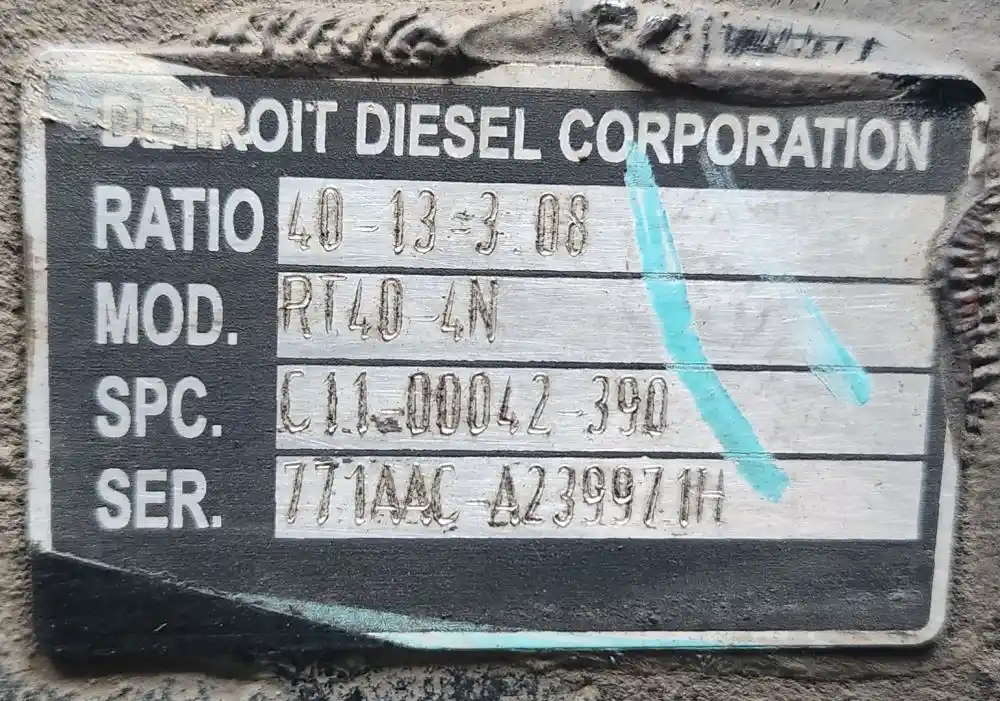 DETROIT DIESEL CORPORATION
RATIO 40-13=3.08
MOD. RT40-4N
SPC. C11-00042-390
SER. 771AAC-A239971H